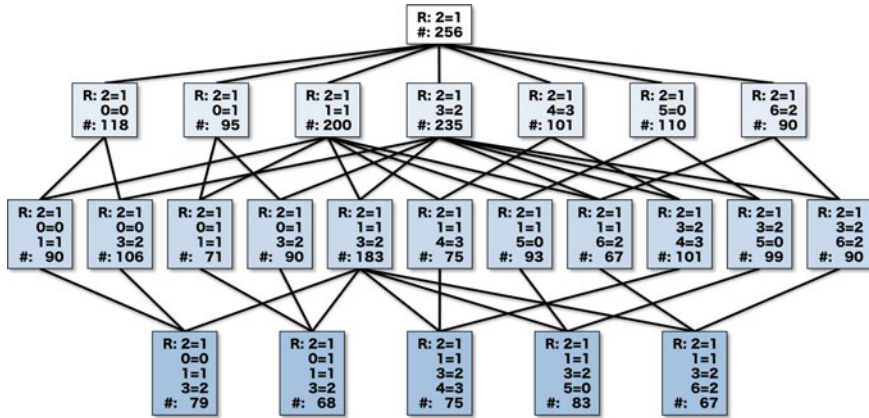 R: 2=1
#: 256
R: 2=1
0=0
#: 118
R: 2=1
0=1
#: 95
R: 2=1
1=1
#: 200
R: 2=1
3=2
#: 235
R: 2=1
4=3
#: 101
R: 2=1
5=0
#: 110
R: 2=1
6=2
#: 90
R: 2=1
0=0
1=1
#: 90
R: 2=1
0=0
3=2
#: 106
R: 2=1
0=1
1=1
#: 71
R: 2=1
0=1
3=2
#: 90
R: 2=1
1=1
3=2
#: 183
R: 2=1
1=1
4=3
#: 75
R: 2=1
1=1
5=0
#: 93
R: 2=1
1=1
6=2
#: 67
R: 2=1
3=2
4=3
#: 101
R: 2=1
3=2
5=0
#: 99
R: 2=1
3=2
6=2
#: 90
R: 2=1
0=0
1=1
3=2
#: 79
R: 2=1
0=1
1=1
3=2
#: 68
R: 2=1
1=1
3=2
4=3
#: 75
R: 2=1
1=1
3=2
5=0
#: 83
R: 2=1
1=1
3=2
6=2
#: 67